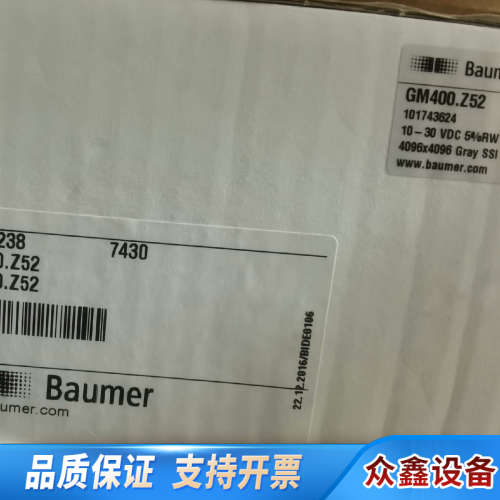 Baumer
GM400.Z52
101743624
10-30 VDC 5%RW
4096x4096 Gray SSI
www.baumer.com
238 7430
.Z52
.Z52
22.12.2016/BIDE0106
Baumer
aumer.com
品质保证 支持开票
众鑫设备